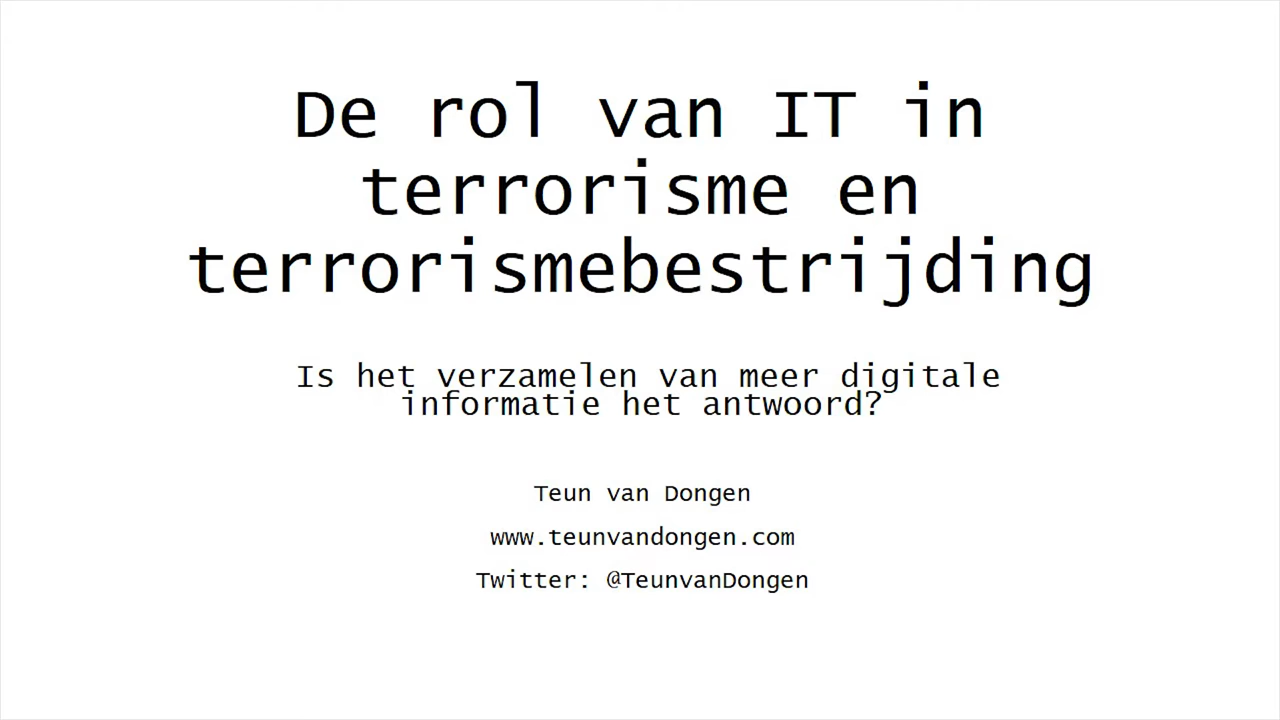 De rol van IT in
terrorisme en
terrorismebestrijding
Is het verzamelen van meer digitale
informatie het antwoord?
Teun van Dongen
www.teunvandongen.com
Twitter: @TeunvanDongen